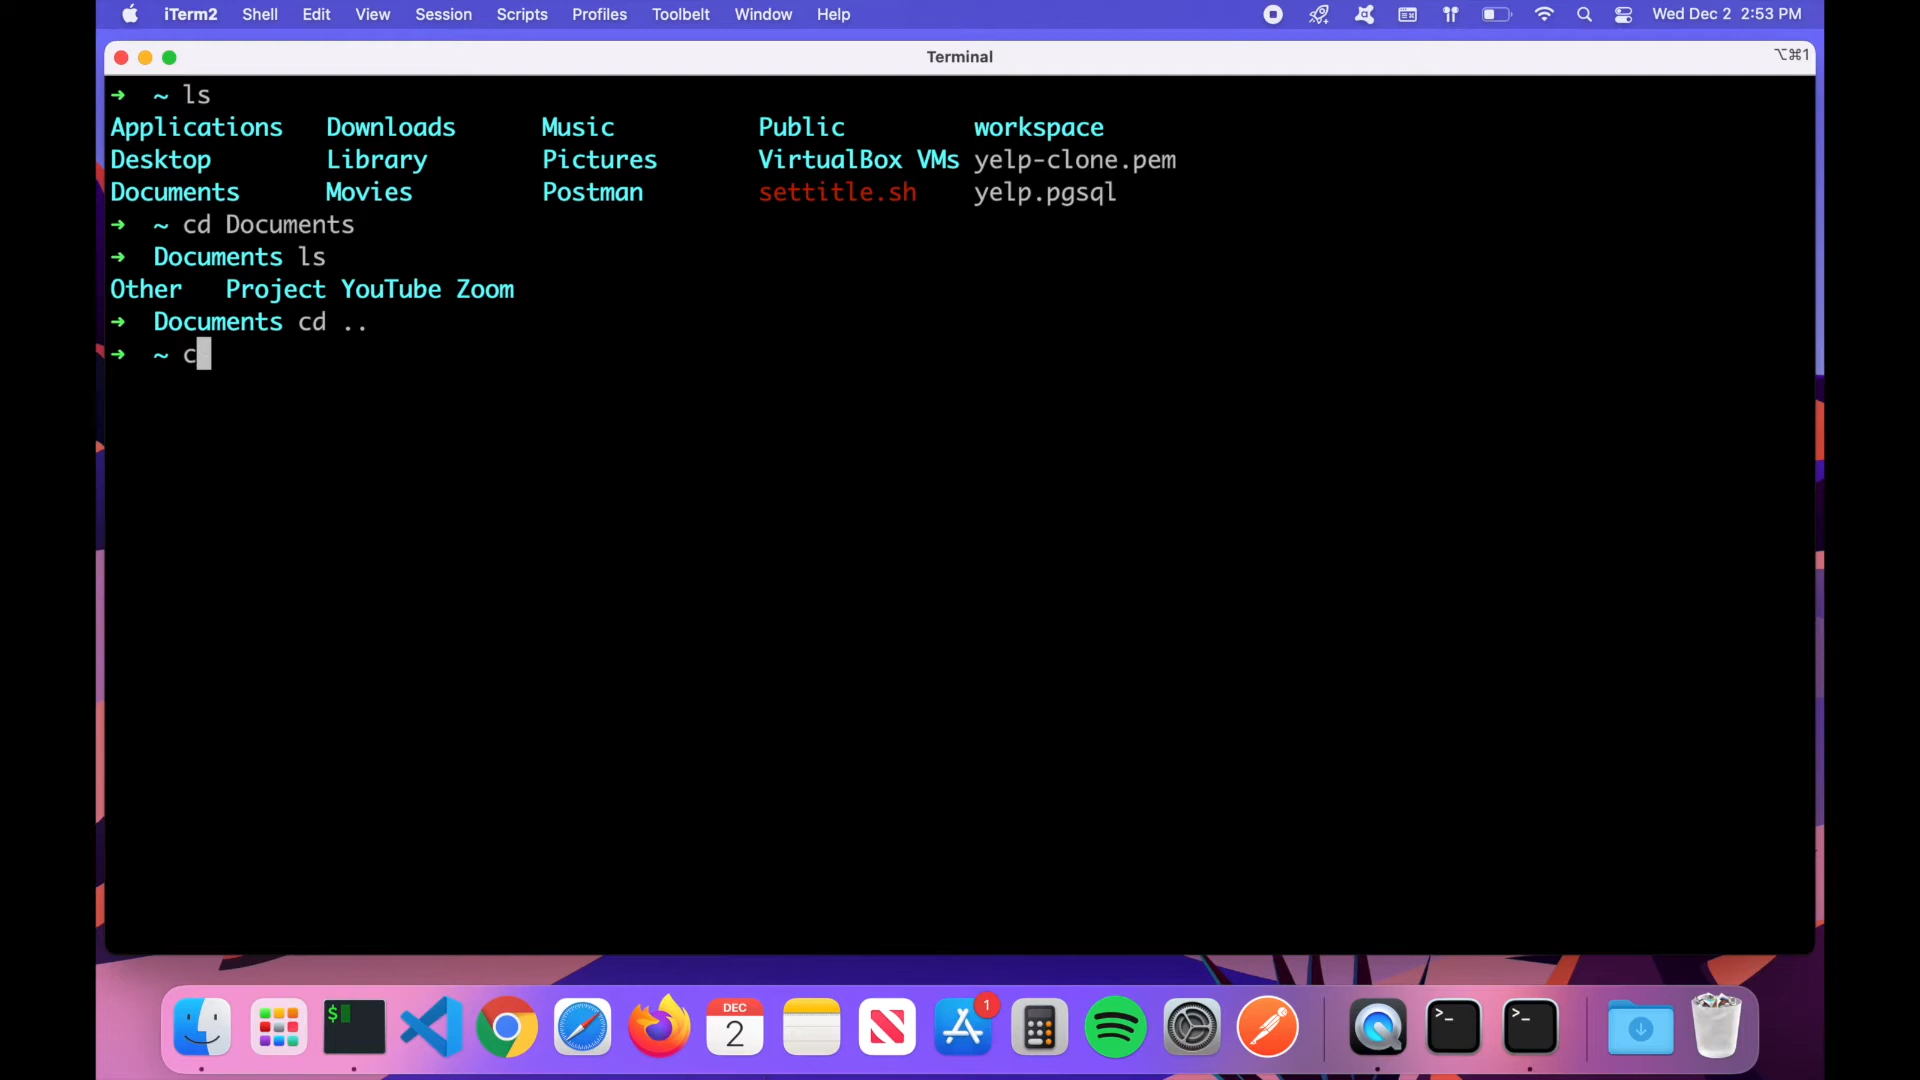 iTerm2 Shell Edit View Session Scripts Profiles Toolbelt Window Help Wed Dec 2 2:53 PM
Terminal ⌥⌘1
➜ ~ ls
Applications Downloads Music Public workspace
Desktop Library Pictures VirtualBox VMs yelp-clone.pem
Documents Movies Postman settitle.sh yelp.pgsql
➜ ~ cd Documents
➜ Documents ls
Other Project YouTube Zoom
➜ Documents cd ..
➜ ~ c
$ DEC 1 >_ >_
2